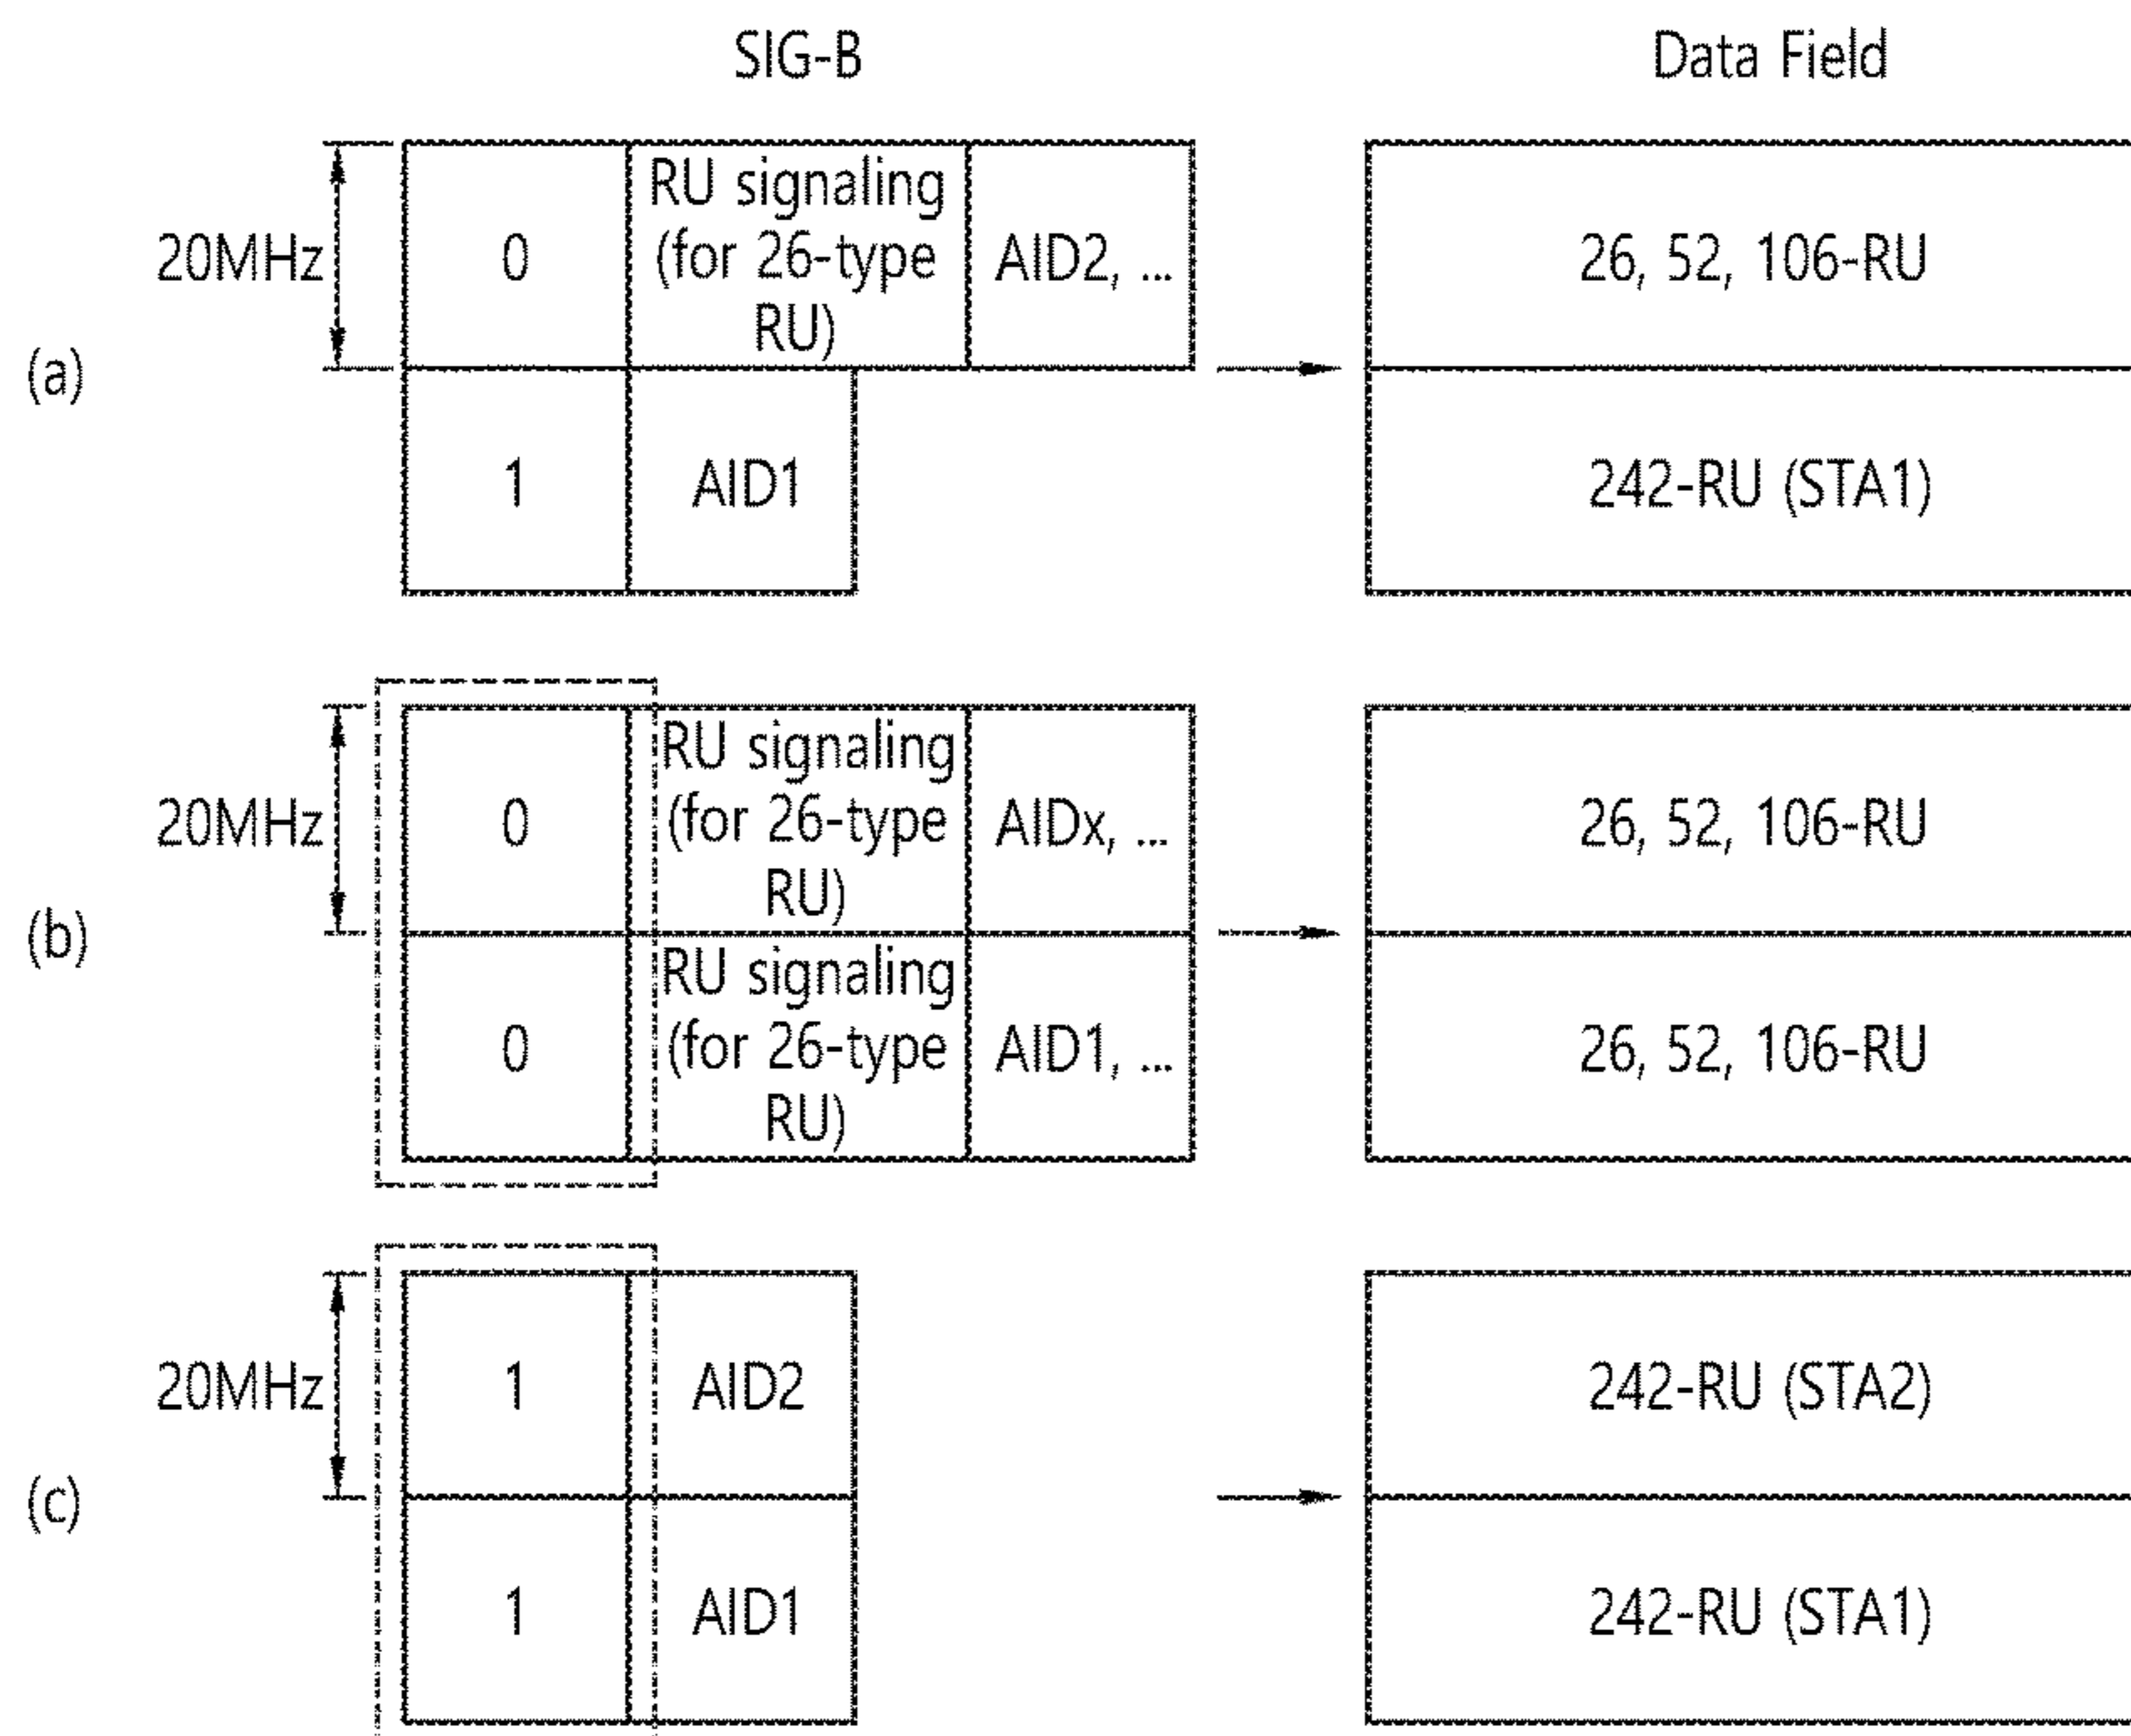 SIG-B
Data Field
(a)
20MHz
0
RU signaling
(for 26-type
RU)
AID2, ...
26, 52, 106-RU
1
AID1
242-RU (STA1)
(b)
20MHz
0
RU signaling
(for 26-type
RU)
AIDx, ...
26, 52, 106-RU
0
RU signaling
(for 26-type
RU)
AID1, ...
26, 52, 106-RU
(c)
20MHz
1
AID2
242-RU (STA2)
1
AID1
242-RU (STA1)